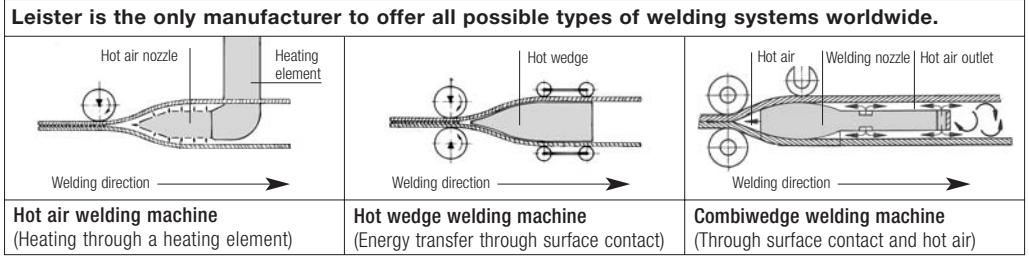 Leister is the only manufacturer to offer all possible types of welding systems worldwide.
Hot air nozzle
Heating
element
Welding direction
Hot air welding machine
(Heating through a heating element)
Hot wedge
Welding direction
Hot wedge welding machine
(Energy transfer through surface contact)
Hot air
Welding nozzle
Hot air outlet
Welding direction
Combiwedge welding machine
(Through surface contact and hot air)